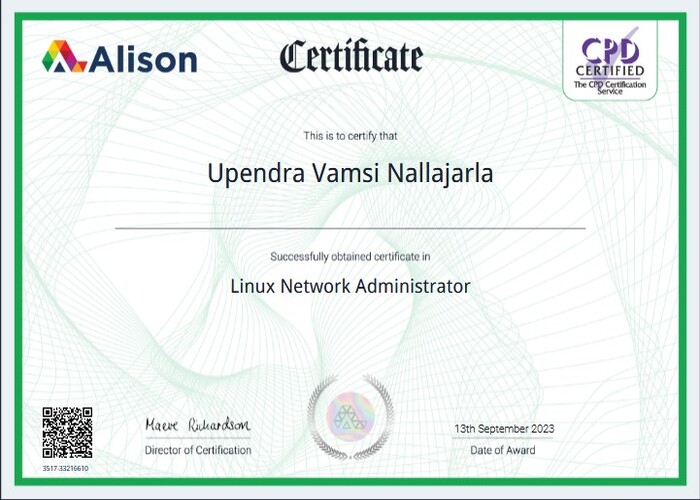 Alison
Certificate
CPD
CERTIFIED
The CPD Certification
Service
This is to certify that
Upendra Vamsi Nallajarla
Successfully obtained certificate in
Linux Network Administrator
Maeve Richardson
Director of Certification
13th September 2023
Date of Award
3517-33216610